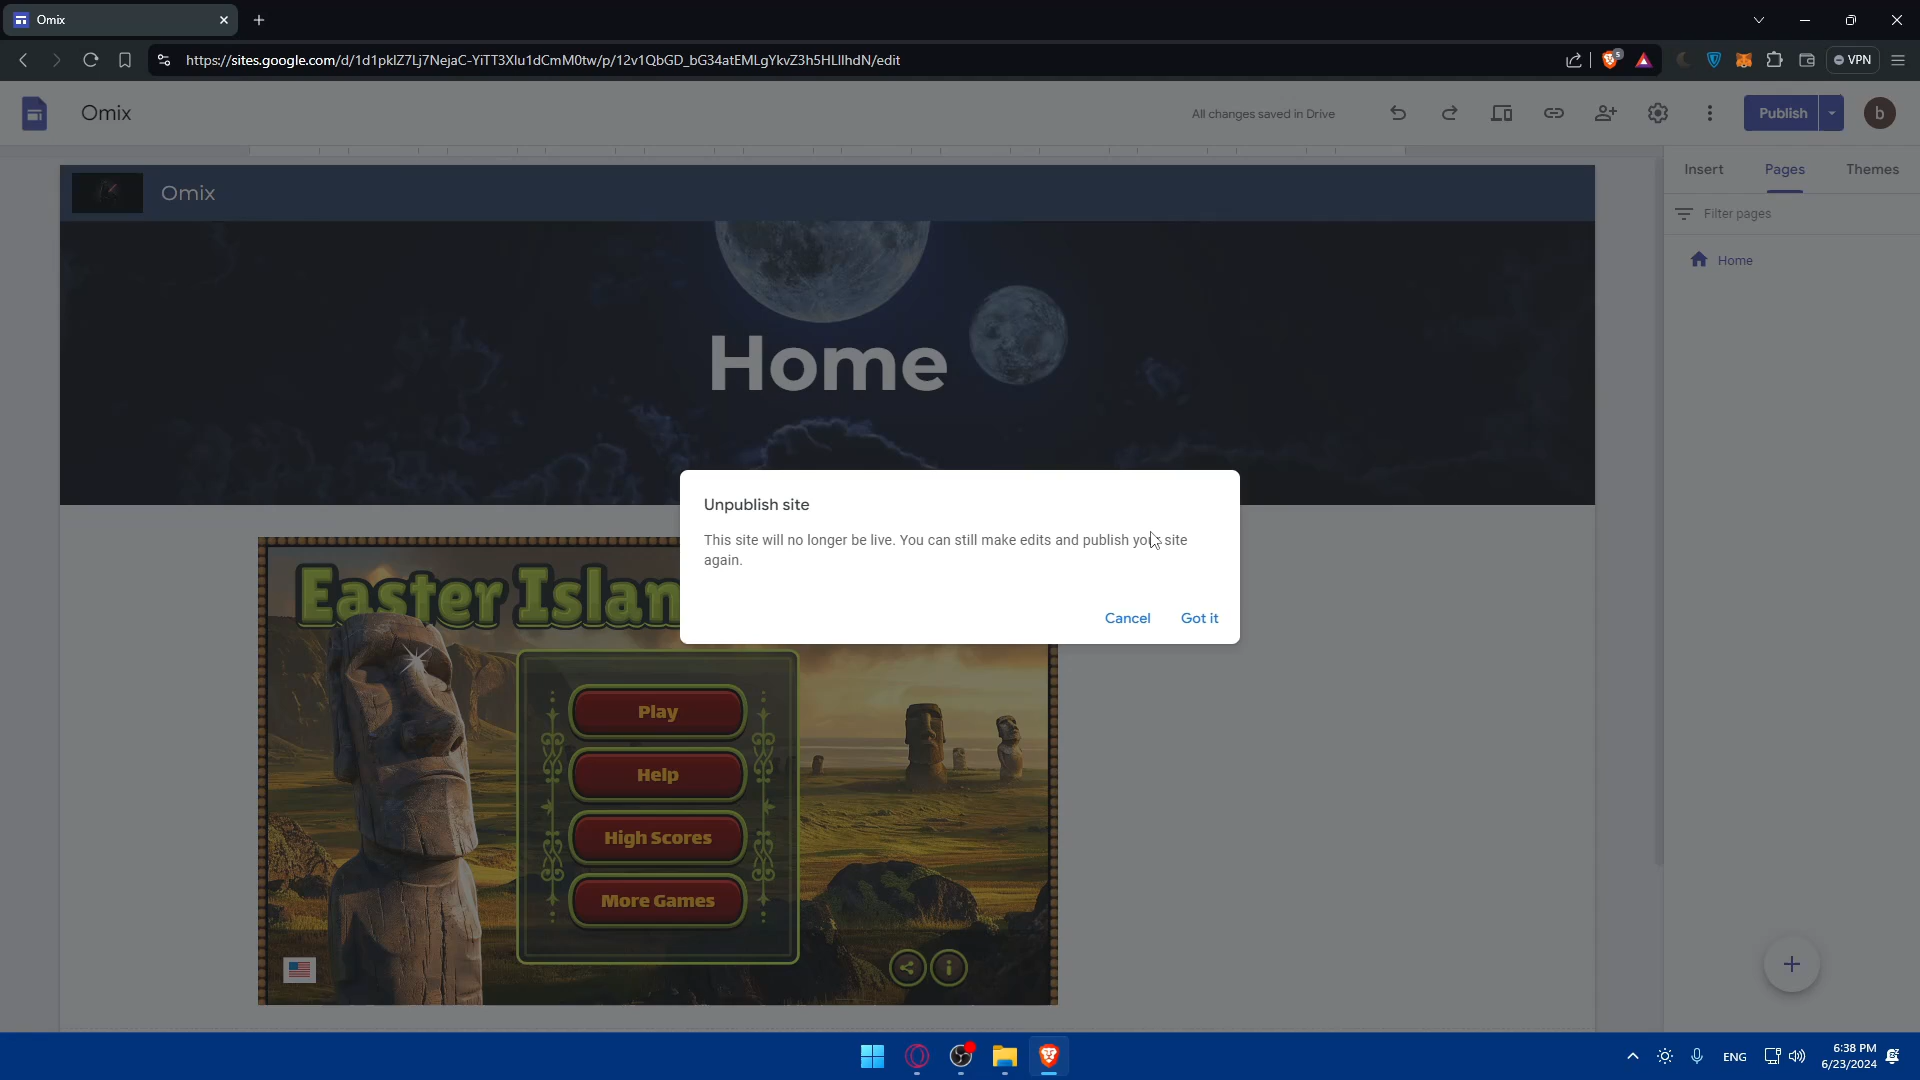 Omix
https://sites.google.com/d/1d1pklZ7Lj7NejaC-YiTT3Xlu1dCmM0tw/p/12v1QbGD_bG34atEMLgYkvZ3h5HLlIhdN/edit
5
VPN
Omix
All changes saved in Drive
Publish
b
Insert Pages Themes
Omix
Filter pages
Home
Home
Unpublish site
This site will no longer be live. You can still make edits and publish your site
again.
Cancel Got it
Easter Islan
Play
Help
High Scores
More Games
ENG
6:38 PM
6/23/2024